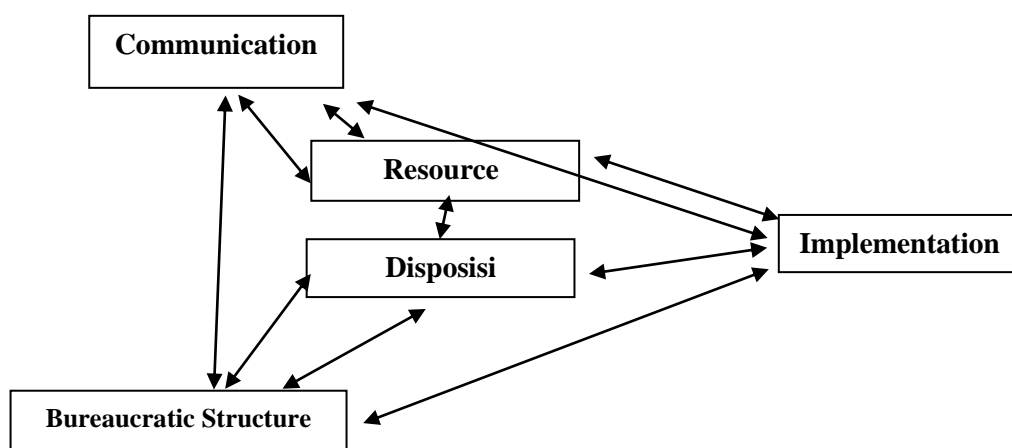 Communication
Resource
Implementation
Disposisi
Bureaucratic Structure